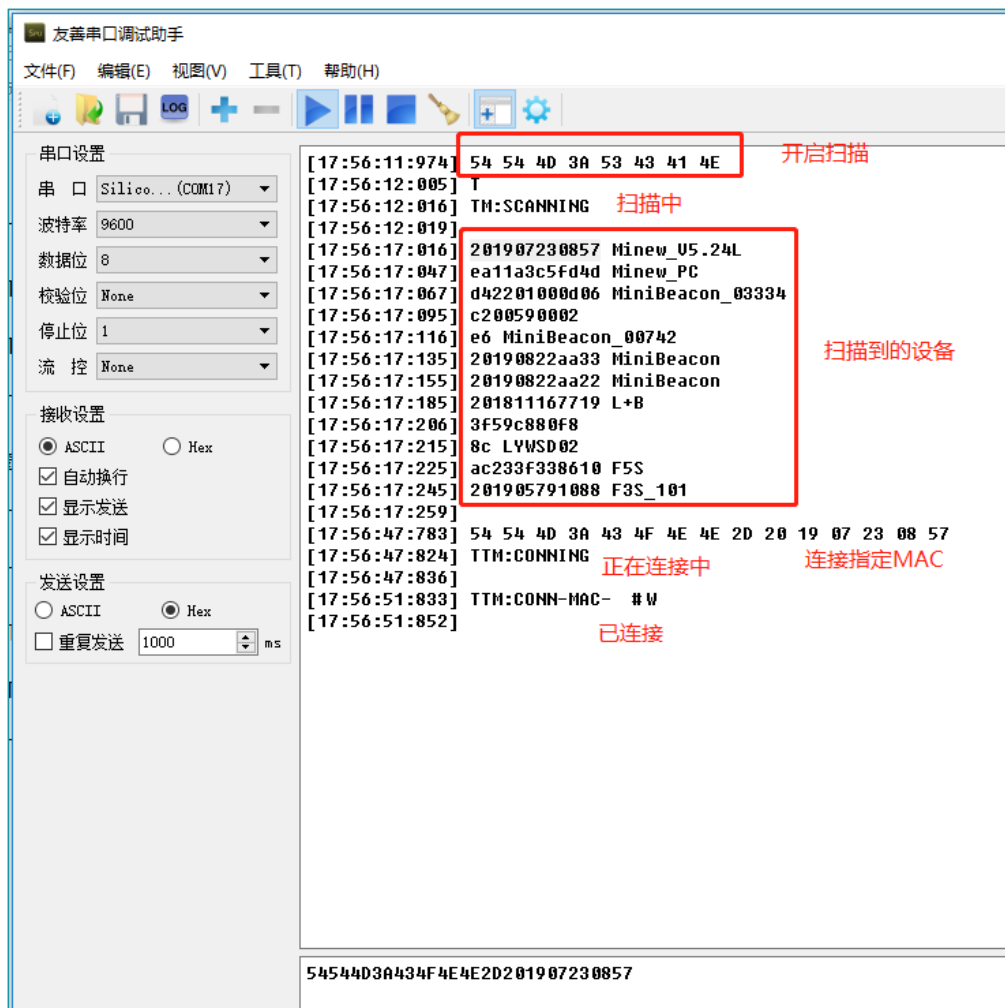 友善串口调试助手
文件(F) 编辑(E) 视图(V) 工具(T) 帮助(H)
LOG
串口设置
串 口 Silico...(COM17)
波特率 9600
数据位 8
校验位 None
停止位 1
流 控 None
接收设置
ASCII Hex
自动换行
显示发送
显示时间
发送设置
ASCII Hex
重复发送 1000 ms
[17:56:11:974] 54 54 4D 3A 53 43 41 4E 开启扫描
[17:56:12:005] T
[17:56:12:016] TM:SCANNING 扫描中
[17:56:12:019]
[17:56:17:016] 201907230857 Minew_V5.24L
[17:56:17:047] ea11a3c5fd4d Minew_PC
[17:56:17:067] d42201000d06 MiniBeacon_03334
[17:56:17:095] c200590002
[17:56:17:116] e6 MiniBeacon_00742
扫描到的设备
[17:56:17:135] 20190822aa33 MiniBeacon
[17:56:17:155] 20190822aa22 MiniBeacon
[17:56:17:185] 201811167719 L+B
[17:56:17:206] 3f59c880f8
[17:56:17:215] 8c LYWSD02
[17:56:17:225] ac233f338610 F5S
[17:56:17:245] 201905791088 F3S_101
[17:56:17:259]
[17:56:47:783] 54 54 4D 3A 43 4F 4E 4E 2D 20 19 07 23 08 57
[17:56:47:824] TTM:CONNING 正在连接中 连接指定MAC
[17:56:47:836]
[17:56:51:833] TTM:CONN-MAC- #W
[17:56:51:852]
已连接
54544D3A434F4E4E2D201907230857